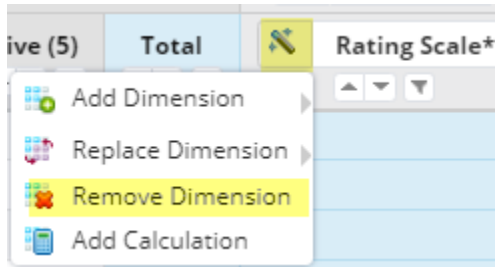 ive (5) Total Rating Scale*
Add Dimension
Replace Dimension
Remove Dimension
Add Calculation